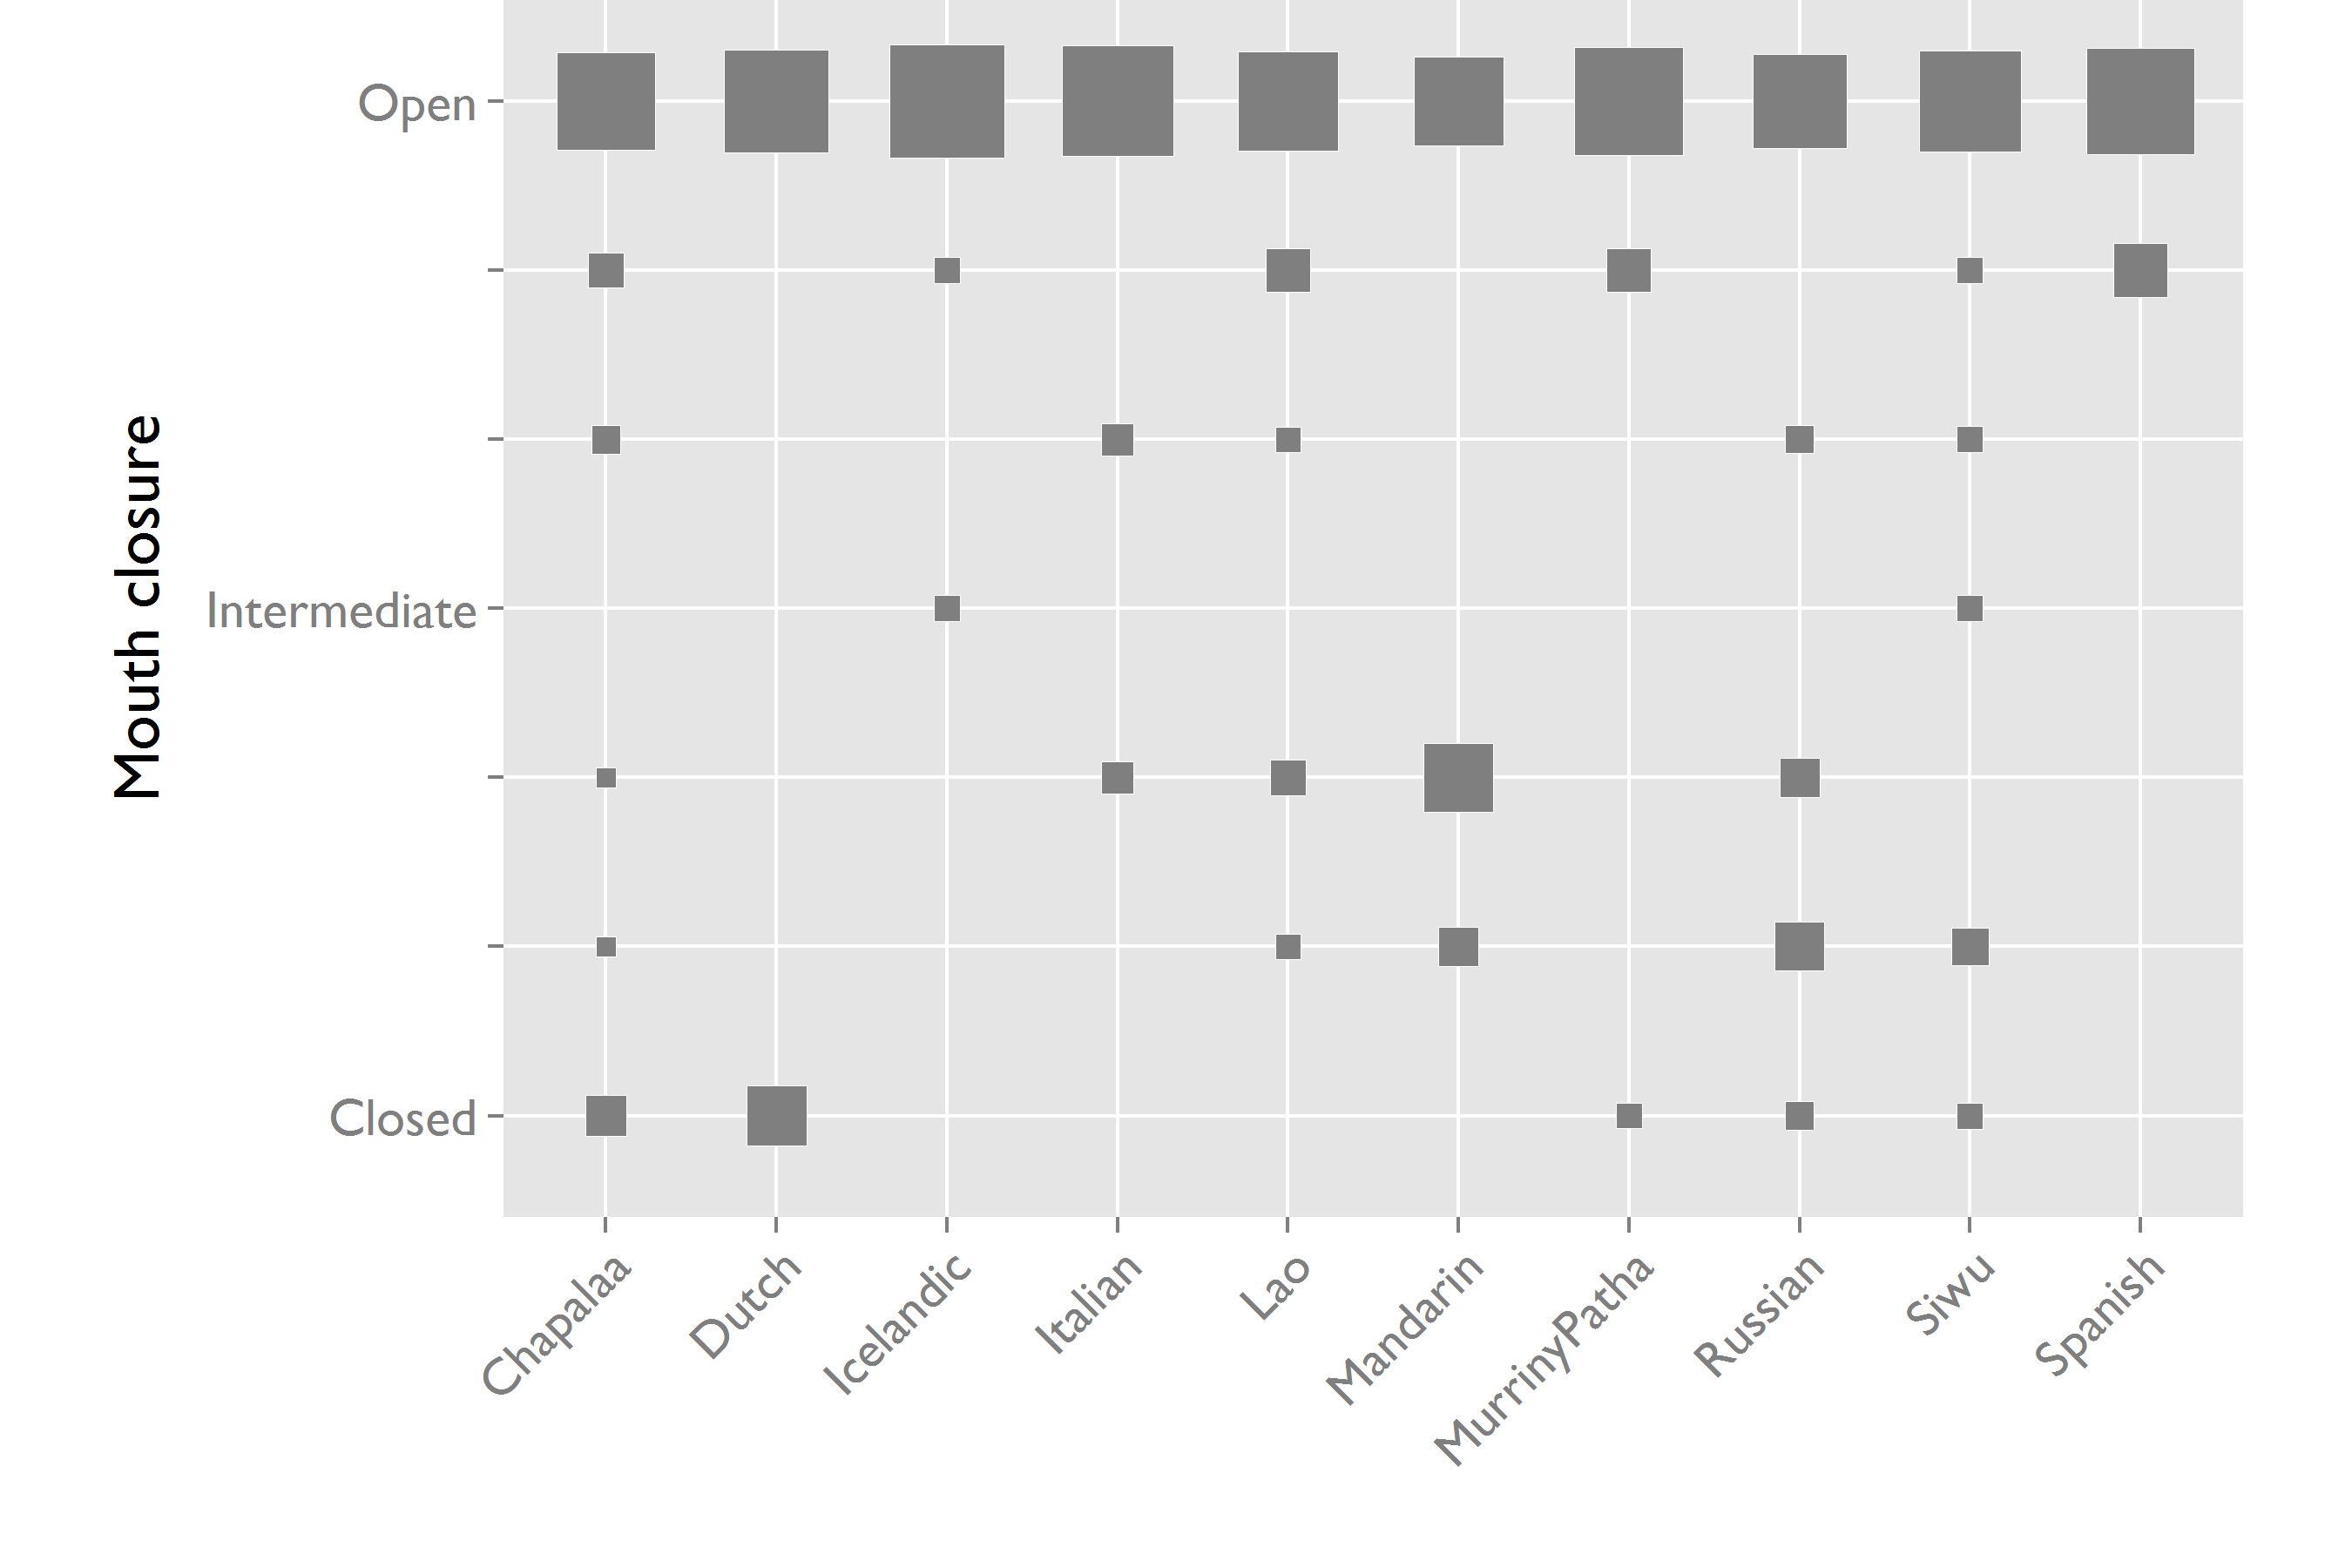 Mouth closure
Open
Intermediate
Closed
Chapalaa
Dutch
Icelandic
Italian
Lao
Mandarin
MurrinyPatha
Russian
Siwu
Spanish